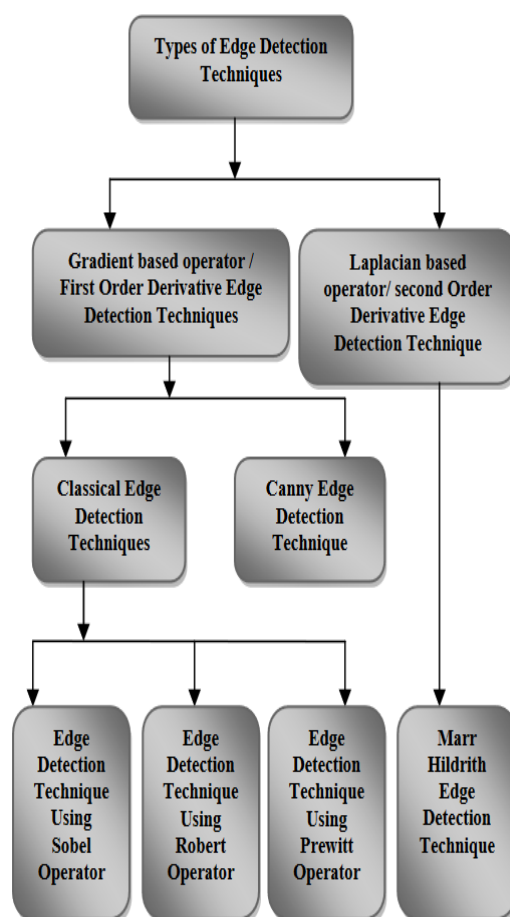 Types of Edge Detection
Techniques
Gradient based operator /
First Order Derivative Edge
Detection Techniques
Laplacian based
operator/ second Order
Derivative Edge
Detection Technique
Classical Edge
Detection
Techniques
Canny Edge
Detection
Technique
Edge
Detection
Technique
Using
Sobel
Operator
Edge
Detection
Technique
Using
Robert
Operator
Edge
Detection
Technique
Using
Prewitt
Operator
Marr
Hildrith
Edge
Detection
Technique